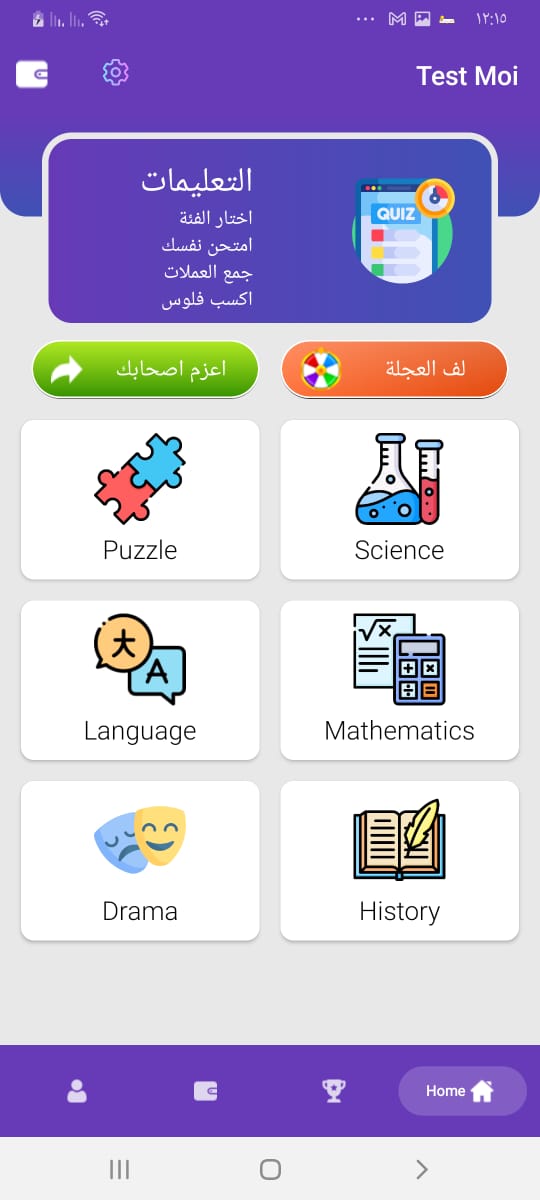 ١٢:١٥
Test Moi
التعليمات
اختار الفئة
امتحن نفسك
جمع العملات
اكسب فلوس
QUIZ
لف العجلة
اعزم اصحابك
Puzzle
Science
大
A
Language
√x
Mathematics
Drama
History
Home